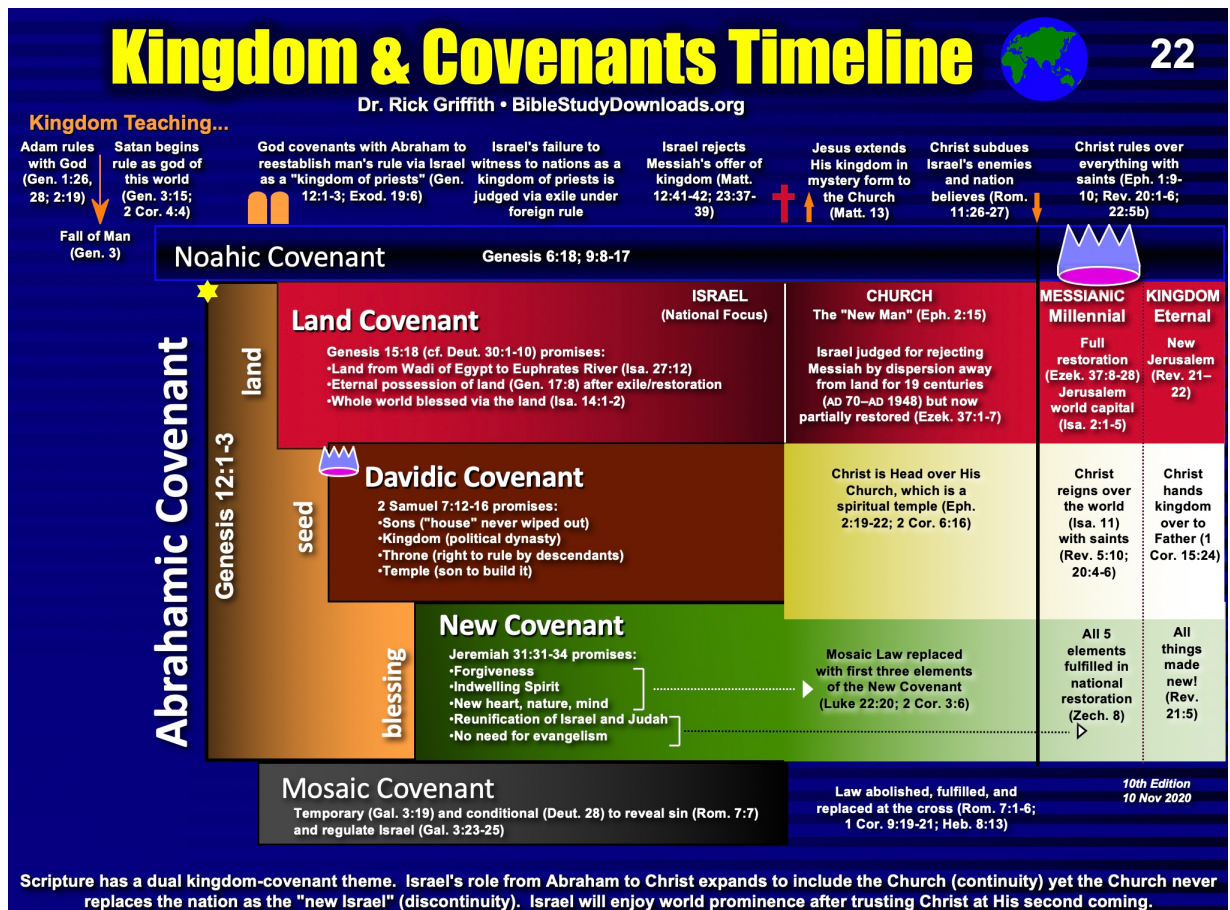 Kingdom & Covenants Timeline
22
Dr. Rick Griffith • BibleStudyDownloads.org
Kingdom Teaching...
Adam rules
with God
(Gen. 1:26,
28; 2:19)
Satan begins
rule as god of
this world
(Gen. 3:15;
2 Cor. 4:4)
Fall of Man
(Gen. 3)
God covenants with Abraham to
reestablish man's rule via Israel
as a "kingdom of priests" (Gen.
12:1-3; Exod. 19:6)
Israel's failure to
witness to nations as a
kingdom of priests is
judged via exile under
foreign rule
Israel rejects
Messiah's offer of
kingdom (Matt.
12:41-42; 23:37-
39)
Jesus extends
His kingdom in
mystery form to
the Church
(Matt. 13)
Christ subdues
Israel's enemies
and nation
believes (Rom.
11:26-27)
Christ rules over
everything with
saints (Eph. 1:9-
10; Rev. 20:1-6;
22:5b)
Noahic Covenant
Genesis 6:18; 9:8-17
Abrahamic Covenant
Genesis 12:1-3
land
seed
blessing
Land Covenant
Genesis 15:18 (cf. Deut. 30:1-10) promises:
•Land from Wadi of Egypt to Euphrates River (Isa. 27:12)
•Eternal possession of land (Gen. 17:8) after exile/restoration
•Whole world blessed via the land (Isa. 14:1-2)
ISRAEL
(National Focus)
CHURCH
The "New Man" (Eph. 2:15)
Israel judged for rejecting
Messiah by dispersion away
from land for 19 centuries
(AD 70–AD 1948) but now
partially restored (Ezek. 37:1-7)
MESSIANIC
Millennial
Full
restoration
(Ezek. 37:8-28)
Jerusalem
world capital
(Isa. 2:1-5)
KINGDOM
Eternal
New
Jerusalem
(Rev. 21–
22)
Davidic Covenant
2 Samuel 7:12-16 promises:
•Sons ("house" never wiped out)
•Kingdom (political dynasty)
•Throne (right to rule by descendants)
•Temple (son to build it)
Christ is Head over His
Church, which is a
spiritual temple (Eph.
2:19-22; 2 Cor. 6:16)
Christ
reigns over
the world
(Isa. 11)
with saints
(Rev. 5:10;
20:4-6)
Christ
hands
kingdom
over to
Father (1
Cor. 15:24)
New Covenant
Jeremiah 31:31-34 promises:
•Forgiveness
•Indwelling Spirit
•New heart, nature, mind
•Reunification of Israel and Judah
•No need for evangelism
Mosaic Law replaced
with first three elements
of the New Covenant
(Luke 22:20; 2 Cor. 3:6)
All 5
elements
fulfilled in
national
restoration
(Zech. 8)
All
things
made
new!
(Rev.
21:5)
Mosaic Covenant
Temporary (Gal. 3:19) and conditional (Deut. 28) to reveal sin (Rom. 7:7)
and regulate Israel (Gal. 3:23-25)
Law abolished, fulfilled, and
replaced at the cross (Rom. 7:1-6;
1 Cor. 9:19-21; Heb. 8:13)
10th Edition
10 Nov 2020
Scripture has a dual kingdom-covenant theme. Israel's role from Abraham to Christ expands to include the Church (continuity) yet the Church never
replaces the nation as the "new Israel" (discontinuity). Israel will enjoy world prominence after trusting Christ at His second coming.